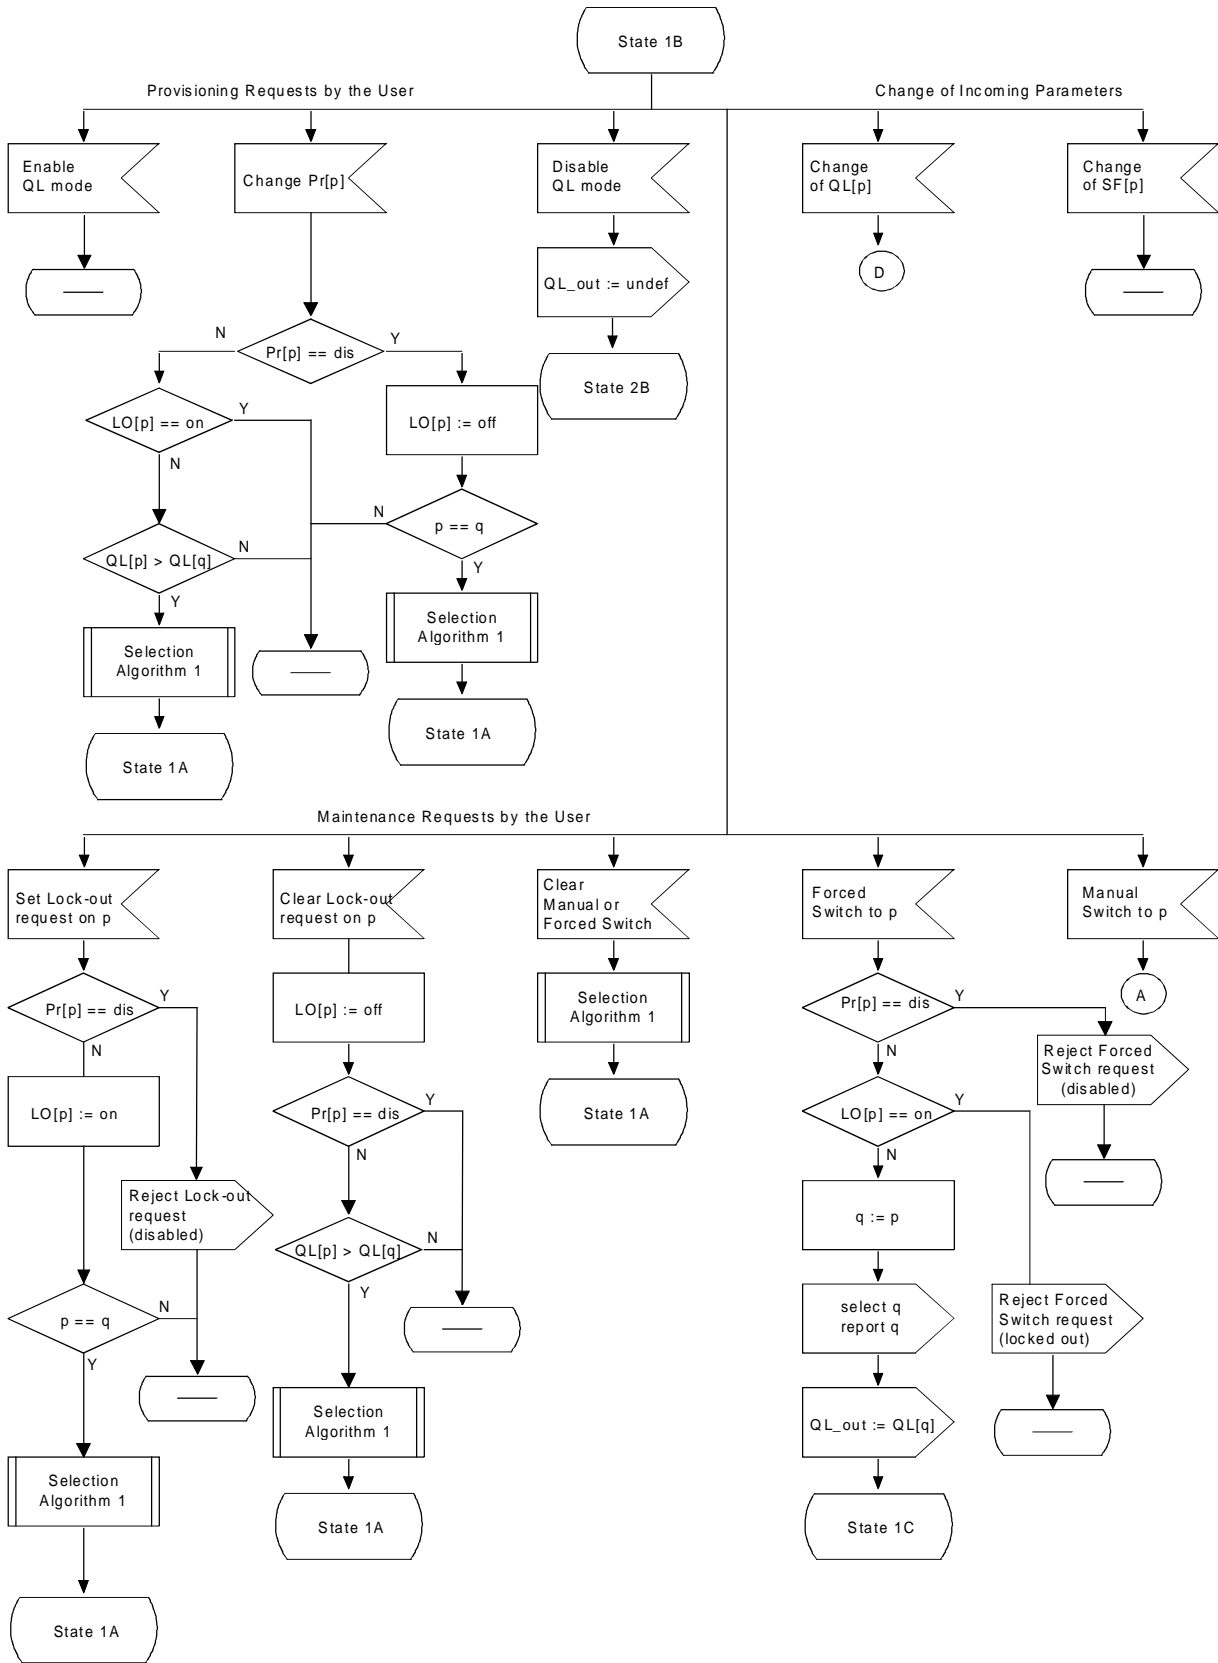 State 1B
Provisioning Requests by the User
Change of Incoming Parameters
Enable
QL mode
Change Pr[p]
Disable
QL mode
Change
of QL[p]
Change
of SF[p]
D
QL_out := undef
N
Y
Pr[p] == dis
State 2B
LO[p] == on
Y
LO[p] := off
N
N
p == q
QL[p] > QL[q]
N
Y
Y
Selection
Algorithm 1
Selection
Algorithm 1
State 1A
State 1A
Maintenance Requests by the User
Set Lock-out
request on p
Clear Lock-out
request on p
Clear
Manual or
Forced Switch
Forced
Switch to p
Manual
Switch to p
Pr[p] == dis
Y
N
LO[p] := off
Selection
Algorithm 1
Pr[p] == dis
Y
N
A
Reject Forced
Switch request
(disabled)
LO[p] := on
Pr[p] == dis
Y
N
State 1A
LO[p] == on
Y
N
Reject Lock-out
request
(disabled)
q := p
QL[p] > QL[q]
N
Y
select q
report q
Reject Forced
Switch request
(locked out)
p == q
N
Y
Selection
Algorithm 1
QL_out := QL[q]
Selection
Algorithm 1
State 1A
State 1C
State 1A